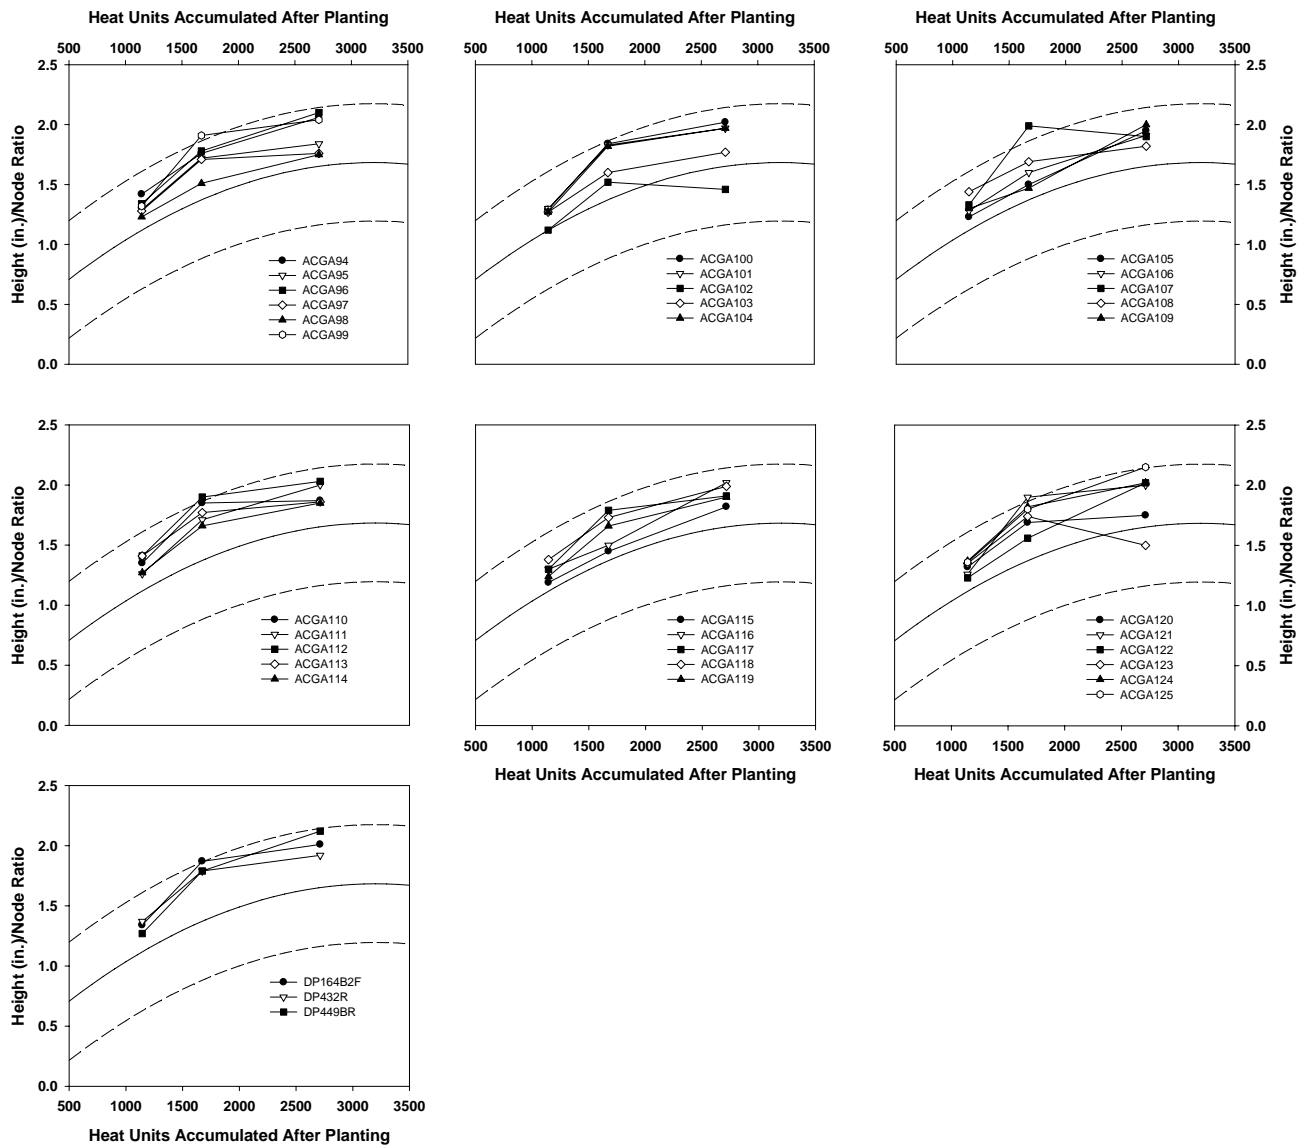 Heat Units Accumulated After Planting
Heat Units Accumulated After Planting
Heat Units Accumulated After Planting
500 1000 1500 2000 2500 3000 3500
500 1000 1500 2000 2500 3000 3500
500 1000 1500 2000 2500 3000 3500
Height (in.)/Node Ratio
2.5
2.0
1.5
1.0
0.5
0.0
ACGA94
ACGA95
ACGA96
ACGA97
ACGA98
ACGA99
ACGA100
ACGA101
ACGA102
ACGA103
ACGA104
ACGA105
ACGA106
ACGA107
ACGA108
ACGA109
2.5
2.0
1.5
1.0
0.5
0.0
Height (in.)/Node Ratio
Height (in.)/Node Ratio
2.5
2.0
1.5
1.0
0.5
0.0
ACGA110
ACGA111
ACGA112
ACGA113
ACGA114
ACGA115
ACGA116
ACGA117
ACGA118
ACGA119
ACGA120
ACGA121
ACGA122
ACGA123
ACGA124
ACGA125
2.5
2.0
1.5
1.0
0.5
0.0
Height (in.)/Node Ratio
500 1000 1500 2000 2500 3000 3500
500 1000 1500 2000 2500 3000 3500
Heat Units Accumulated After Planting
Heat Units Accumulated After Planting
Height (in.)/Node Ratio
2.5
2.0
1.5
1.0
0.5
0.0
DP164B2F
DP432R
DP449BR
500 1000 1500 2000 2500 3000 3500
Heat Units Accumulated After Planting